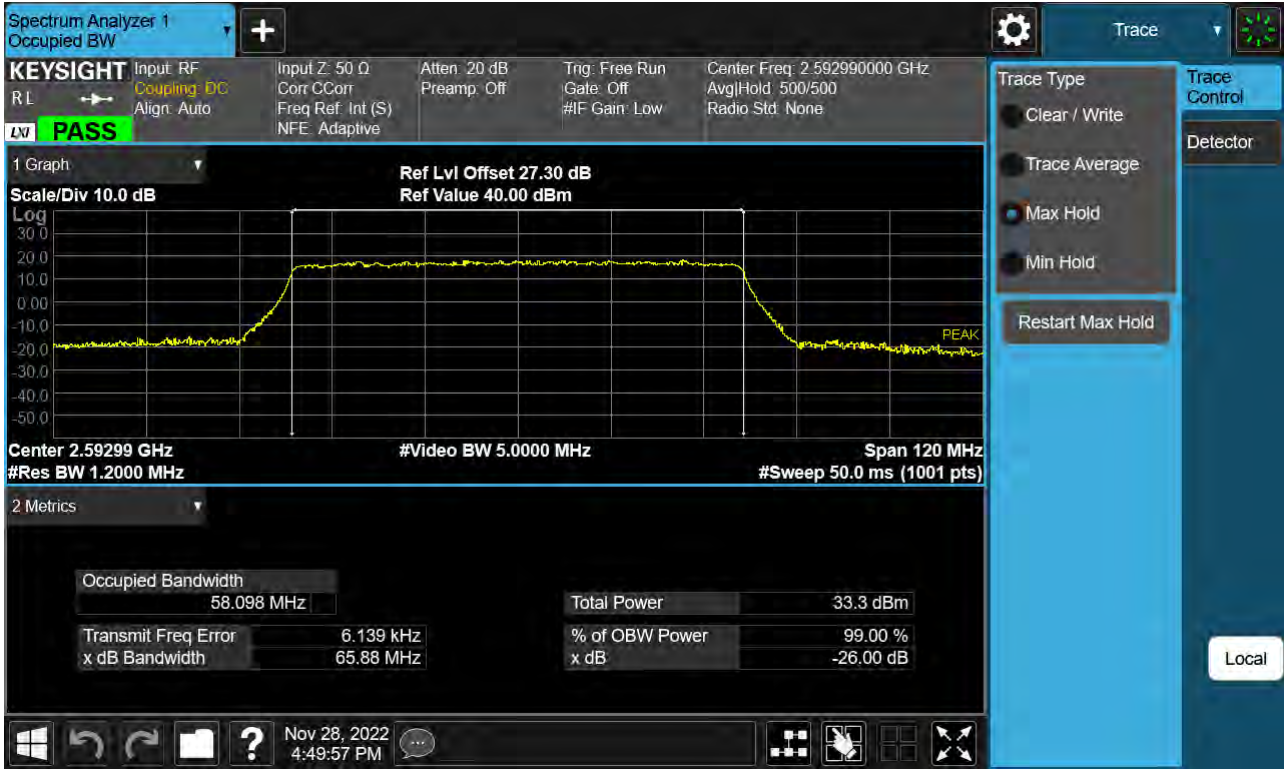 Spectrum Analyzer 1
Occupied BW
+
Trace
KEYSIGHT
RL
LXI PASS
Input: RF
Coupling: DC
Align: Auto
Input Z: 50 Ω
Corr CCorr
Freq Ref: Int (S)
NFE: Adaptive
Atten: 20 dB
Preamp: Off
Trig: Free Run
Gate: Off
#IF Gain: Low
Center Freq: 2.592990000 GHz
Avg|Hold: 500/500
Radio Std: None
Trace Type
Clear / Write
Trace Average
Max Hold
Min Hold
Restart Max Hold
Trace
Control
Detector
1 Graph
Scale/Div 10.0 dB
Ref Lvl Offset 27.30 dB
Ref Value 40.00 dBm
Log
30.0
20.0
10.0
0.00
-10.0
-20.0
-30.0
-40.0
-50.0
PEAK
Center 2.59299 GHz
#Video BW 5.0000 MHz
Span 120 MHz
#Res BW 1.2000 MHz
#Sweep 50.0 ms (1001 pts)
2 Metrics
Occupied Bandwidth
58.098 MHz
Total Power 33.3 dBm
Transmit Freq Error 6.139 kHz
% of OBW Power 99.00 %
x dB Bandwidth 65.88 MHz
x dB -26.00 dB
Local
?
Nov 28, 2022
4:49:57 PM